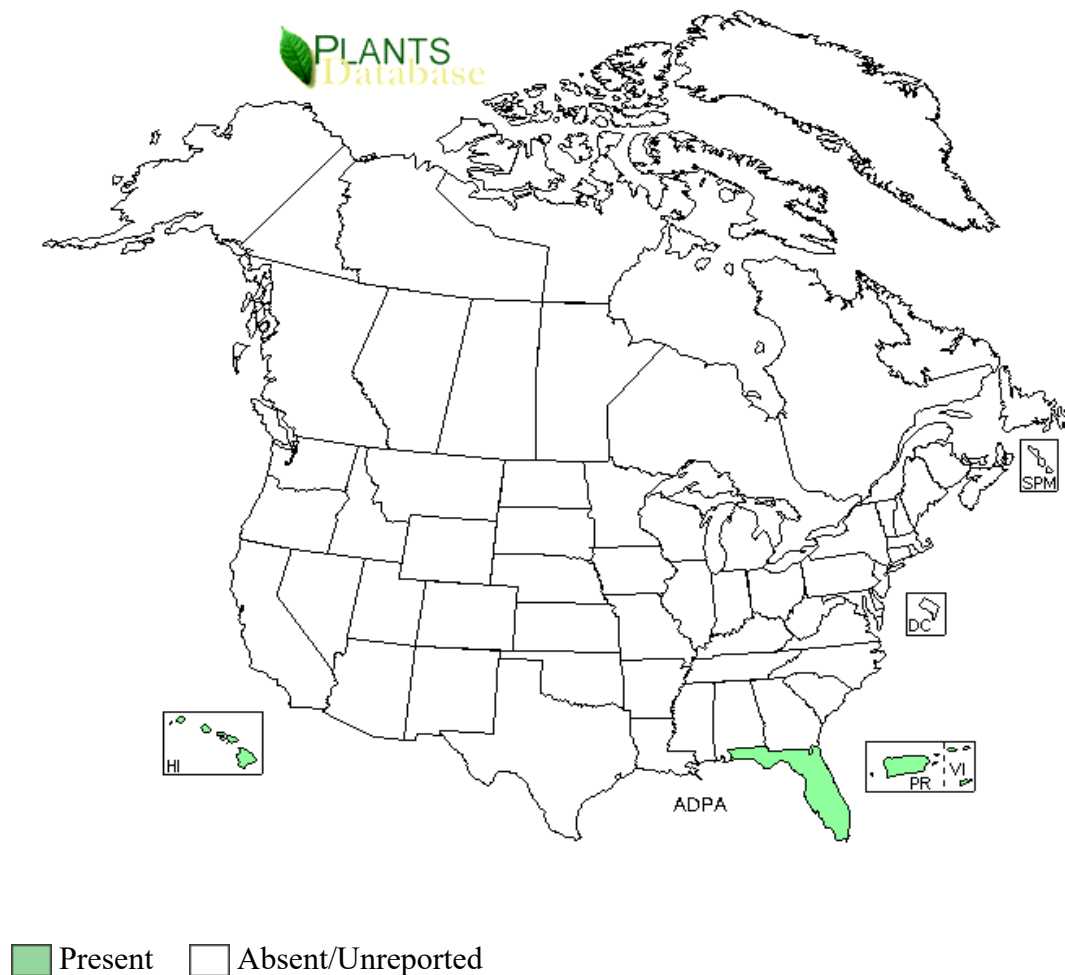 PLANTS
Database
SPM
DC
HI
PR VI
ADPA
Present Absent/Unreported